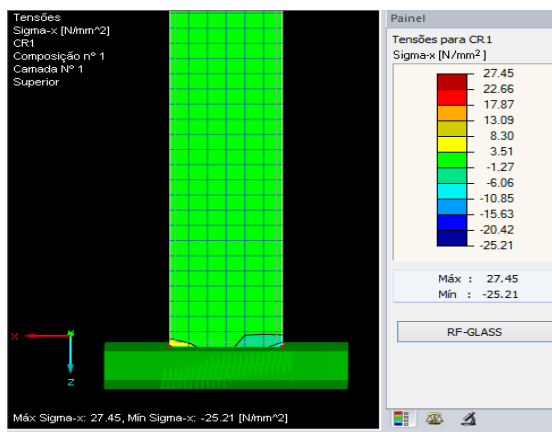 Tensões
Sigma-x [N/mm^2]
CR1
Composição nº 1
Camada Nº 1
Superior
X
Z
Máx Sigma-x: 27.45, Mín Sigma-x: -25.21 [N/mm^2]
Painel
Tensões para CR1
Sigma-x [N/mm²]
27.45
22.66
17.87
13.09
8.30
3.51
-1.27
-6.06
-10.85
-15.63
-20.42
-25.21
Máx : 27.45
Mín : -25.21
RF-GLASS